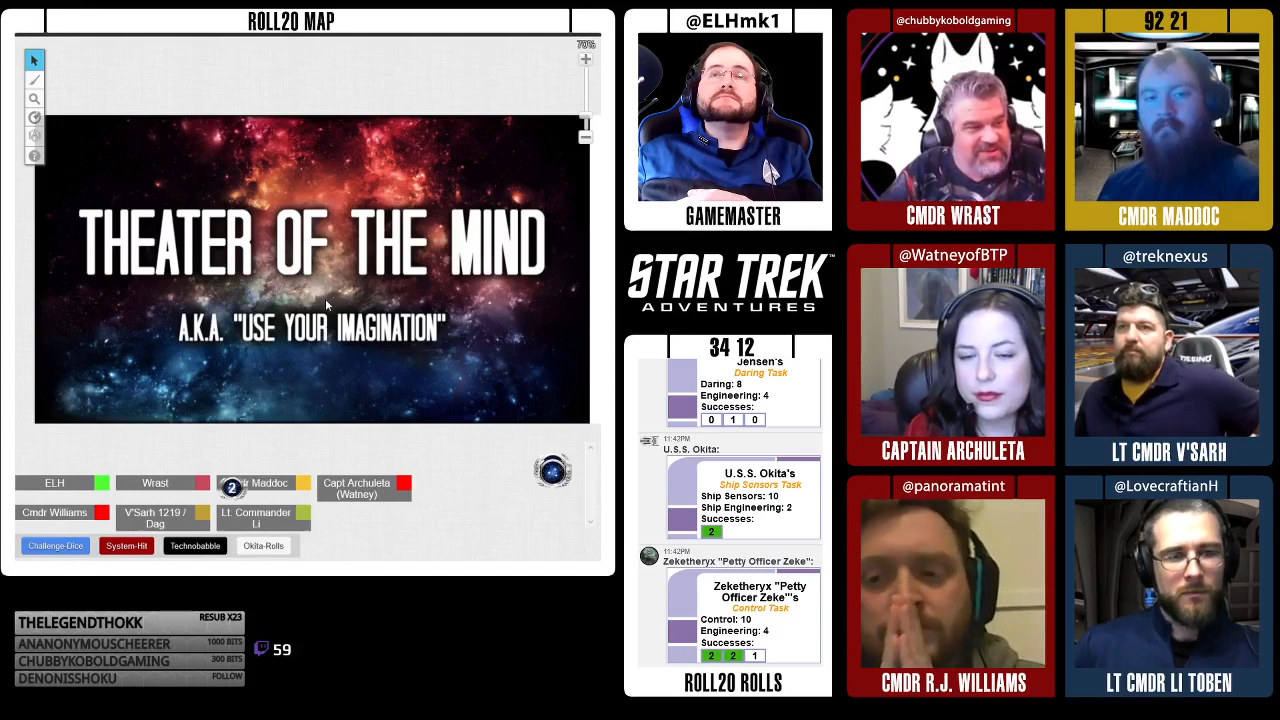 ROLL20 MAP
70%
THEATER OF THE MIND
A.K.A. "USE YOUR IMAGINATION"
ELH
Wrast
dr Maddoc
Capt Archuleta
(Watney)
2
Cmdr Williams
V'Sarh 1219 /
Dag
Lt. Commander
Li
Challenge-Dice
System-Hit
Technobabble
Okita-Rolls
THELEGENDTHOKK
RESUB X23
ANANONYMOUSCHEERER
1000 BITS
CHUBBYKOBOLDGAMING
300 BITS
DENONISSHOKU
FOLLOW
59
@ELHmk1
GAMEMASTER
STAR TREK™
ADVENTURES
34 12
Jensen's
Daring Task
Daring: 8
Engineering: 4
Successes:
0 1 0
11:42PM
U.S.S. Okita:
U.S.S. Okita's
Ship Sensors Task
Ship Sensors: 10
Ship Engineering: 2
Successes:
2
11:42PM
Zeketheryx "Petty Officer Zeke":
Zeketheryx "Petty
Officer Zeke"'s
Control Task
Control: 10
Engineering: 4
Successes:
2 2 1
ROLL20 ROLLS
@chubbykoboldgaming
CMDR WRAST
92 21
CMDR MADDOC
@WatneyofBTP
CAPTAIN ARCHULETA
@treknexus
DESINO
LT CMDR V'SARH
@panoramatint
CMDR R.J. WILLIAMS
@LovecraftianH
LT CMDR LI TOBEN